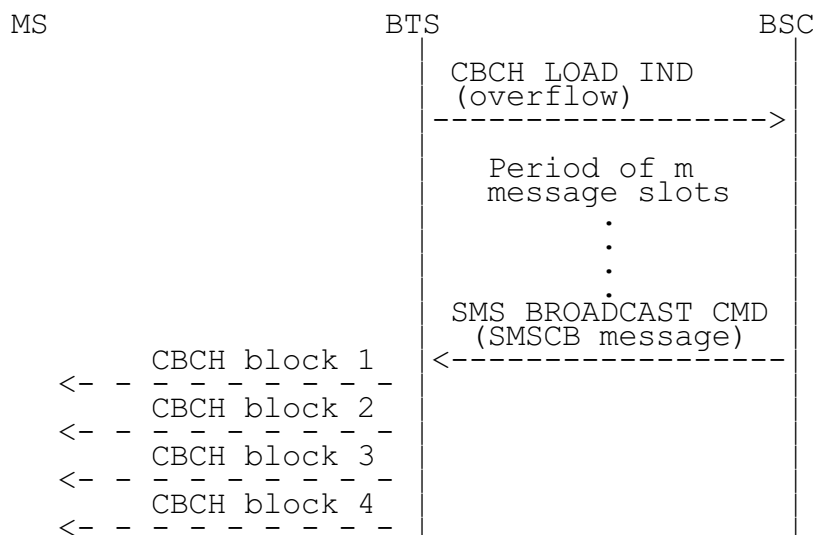 MS BTS BSC
CBCH LOAD IND
(overflow)
Period of m
message slots
SMS BROADCAST CMD
(SMSCB message)
CBCH block 1
CBCH block 2
CBCH block 3
CBCH block 4